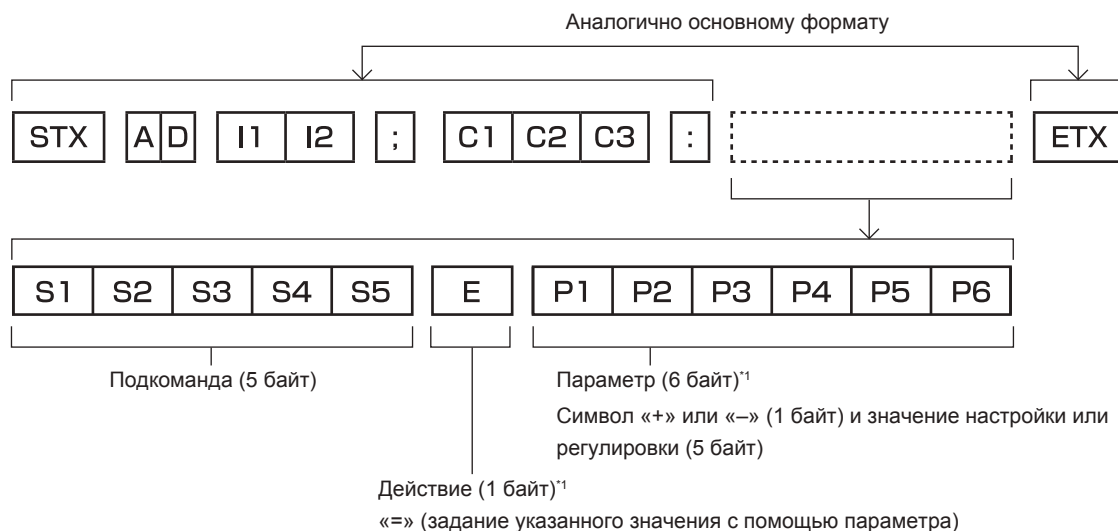 Аналогично основному формату
STX A D I1 I2 ; C1 C2 C3 : ETX
S1 S2 S3 S4 S5 E P1 P2 P3 P4 P5 P6
Подкоманда (5 байт)
Параметр (6 байт)*1
Символ «+» или «–» (1 байт) и значение настройки или
регулировки (5 байт)
Действие (1 байт)*1
«=» (задание указанного значения с помощью параметра)